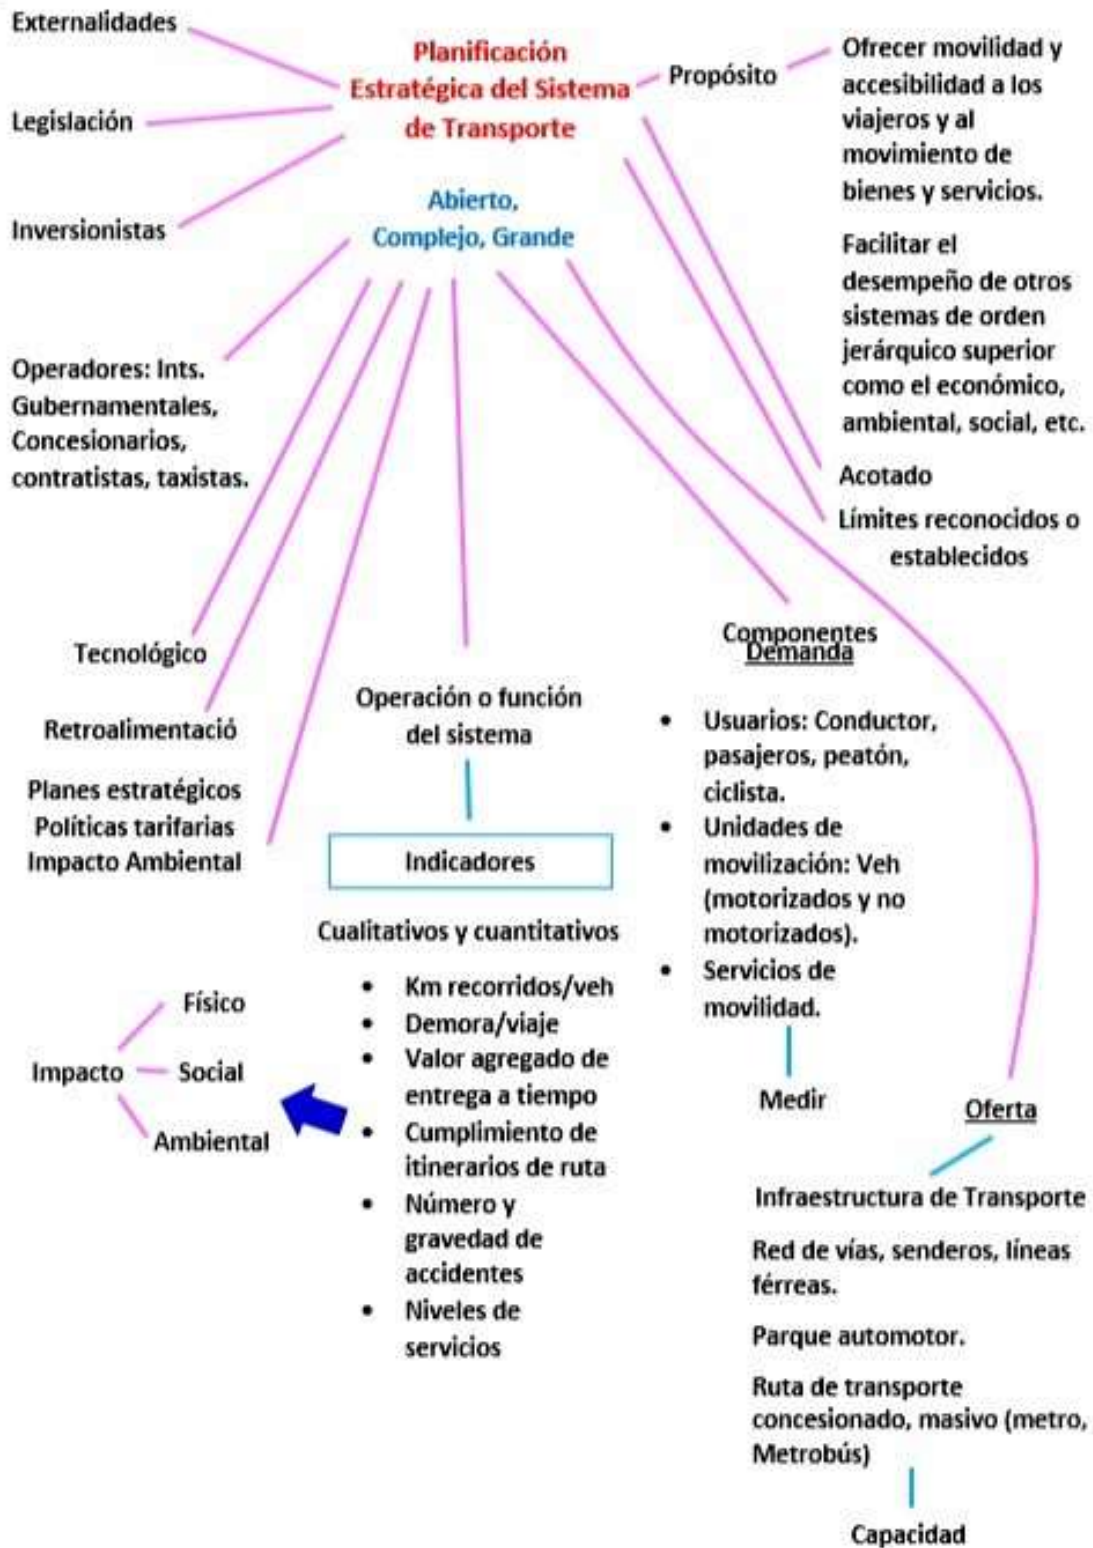 Externalidades
Legislación
Inversionistas
Planificación
Estratégica del Sistema
de Transporte
Abierto,
Complejo, Grande
Propósito
Ofrecer movilidad y
accesibilidad a los
viajeros y al
movimiento de
bienes y servicios.
Facilitar el
desempeño de otros
sistemas de orden
jerárquico superior
como el económico,
ambiental, social, etc.
Acotado
Límites reconocidos o
establecidos
Operadores: Ints.
Gubernamentales,
Concesionarios,
contratistas, taxistas.
Tecnológico
Retroalimentació
Planes estratégicos
Políticas tarifarias
Impacto Ambiental
Operación o función
del sistema
Indicadores
Cualitativos y cuantitativos
• Km recorridos/veh
• Demora/viaje
• Valor agregado de
entrega a tiempo
• Cumplimiento de
itinerarios de ruta
• Número y
gravedad de
accidentes
• Niveles de
servicios
Impacto
Físico
Social
Ambiental
Componentes
Demanda
• Usuarios: Conductor,
pasajeros, peatón,
ciclista.
• Unidades de
movilización: Veh
(motorizados y no
motorizados).
• Servicios de
movilidad.
Medir
Oferta
Infraestructura de Transporte
Red de vías, senderos, líneas
férreas.
Parque automotor.
Ruta de transporte
concesionado, masivo (metro,
Metrobús)
Capacidad